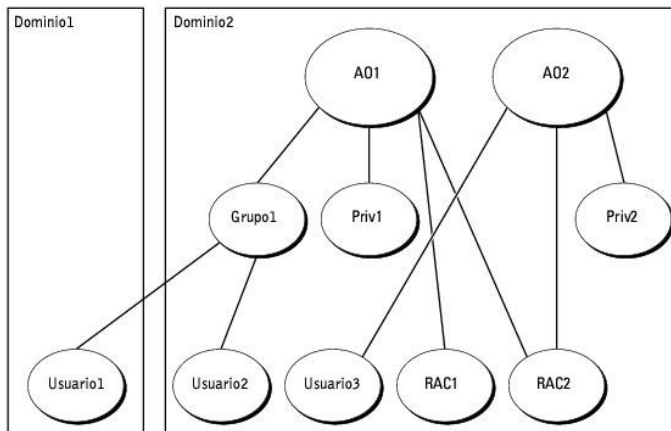 Dominio1
Dominio2
AO1
AO2
Grupo1
Priv1
Priv2
Usuario1
Usuario2
Usuario3
RAC1
RAC2